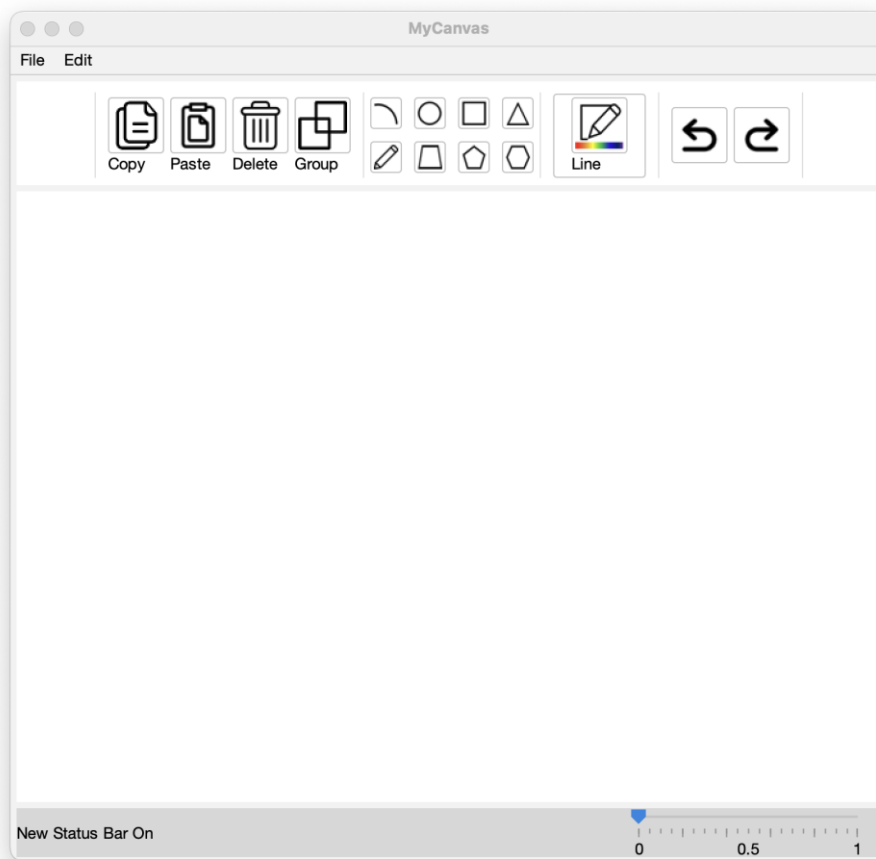 MyCanvas
File Edit
Copy Paste Delete Group Line
New Status Bar On
0 0.5 1